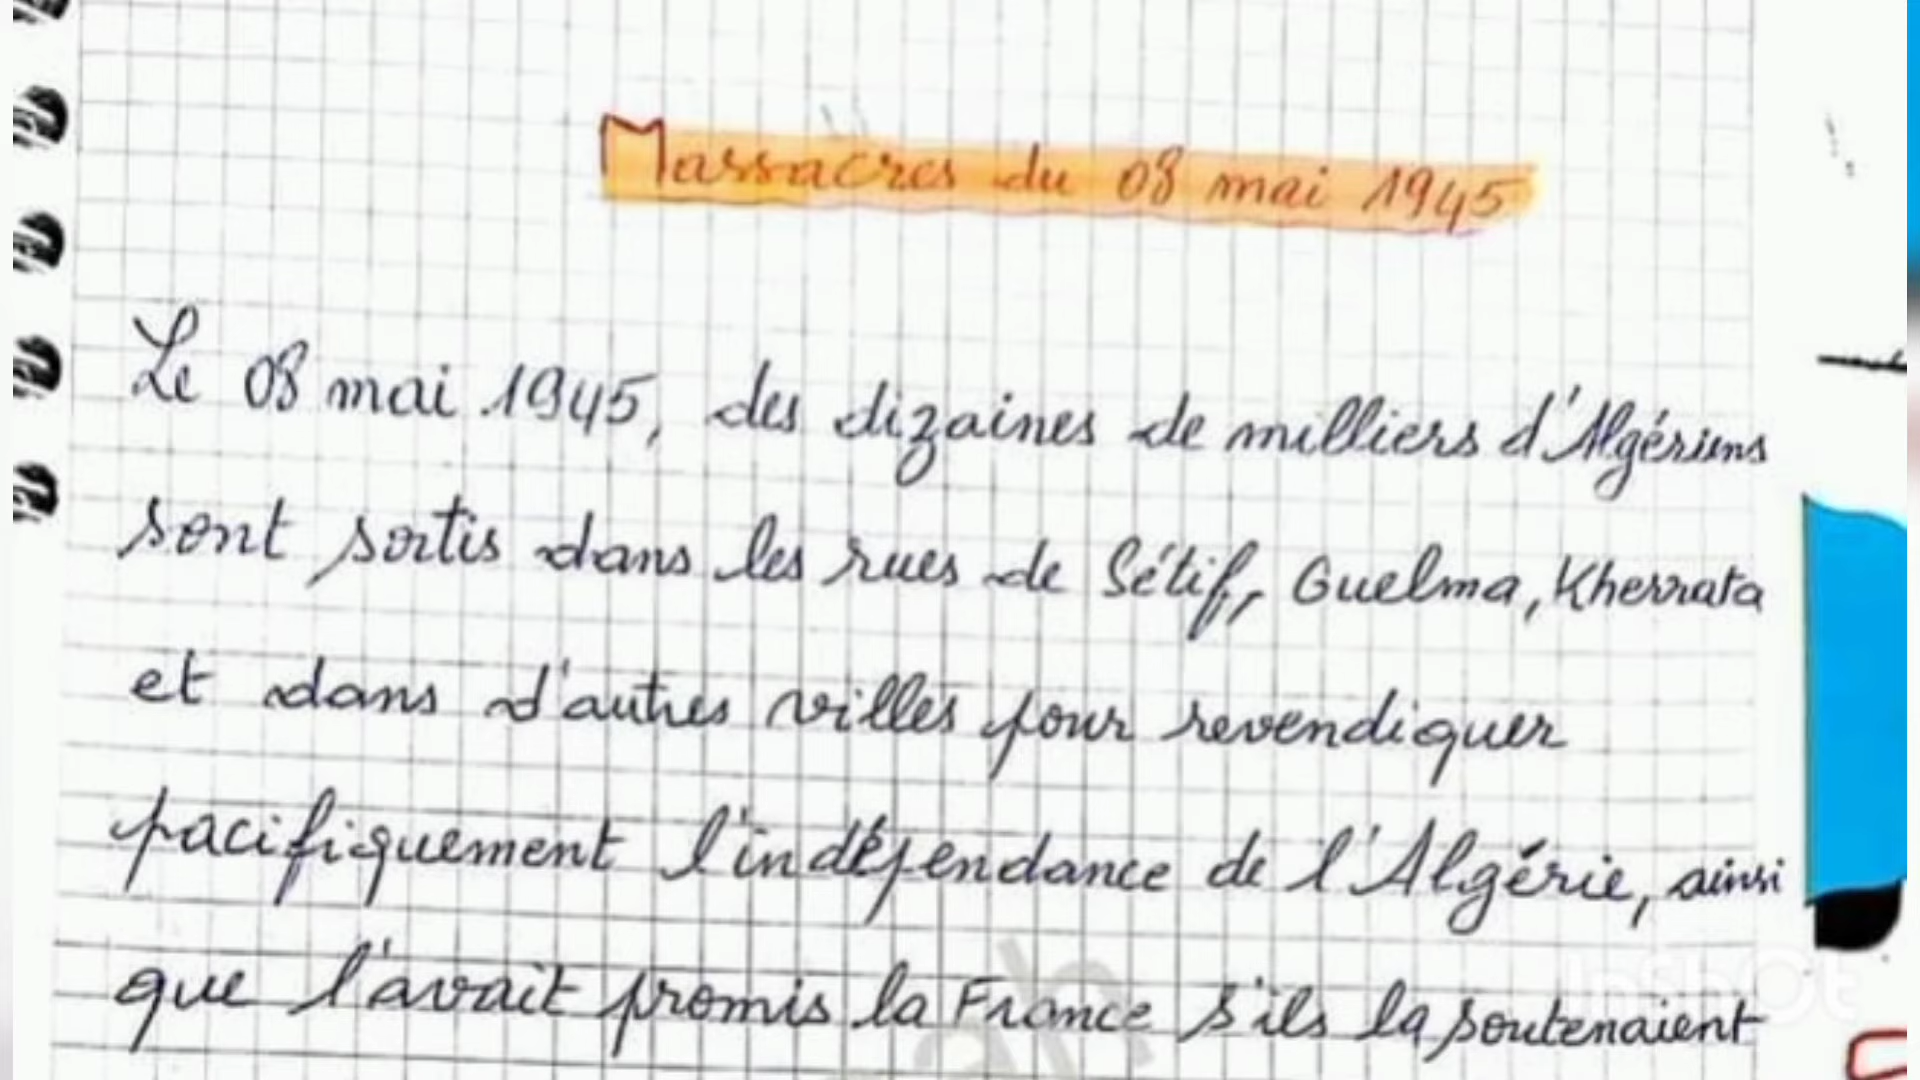 Massacres du 08 mai 1945
Le 08 mai 1945, des dizaines de milliers d'Algériens
sont sortis dans les rues de Sétif, Guelma, Kherrata
et dans d'autres villes pour revendiquer
pacifiquement l'indépendance de l'Algérie, ainsi
que l'avait promis la France s'ils la soutenaient
InShOt